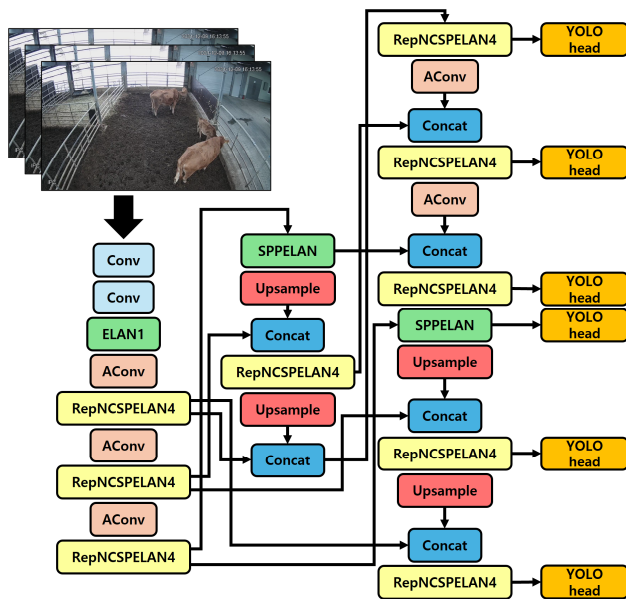 Conv
Conv
ELAN1
AConv
RepNCSPELAN4
AConv
RepNCSPELAN4
AConv
RepNCSPELAN4
SPPELAN
Upsample
Concat
RepNCSPELAN4
Upsample
Concat
RepNCSPELAN4
YOLO
head
AConv
Concat
RepNCSPELAN4
YOLO
head
AConv
Concat
RepNCSPELAN4
YOLO
head
SPPELAN
YOLO
head
Upsample
Concat
RepNCSPELAN4
YOLO
head
Upsample
Concat
RepNCSPELAN4
YOLO
head